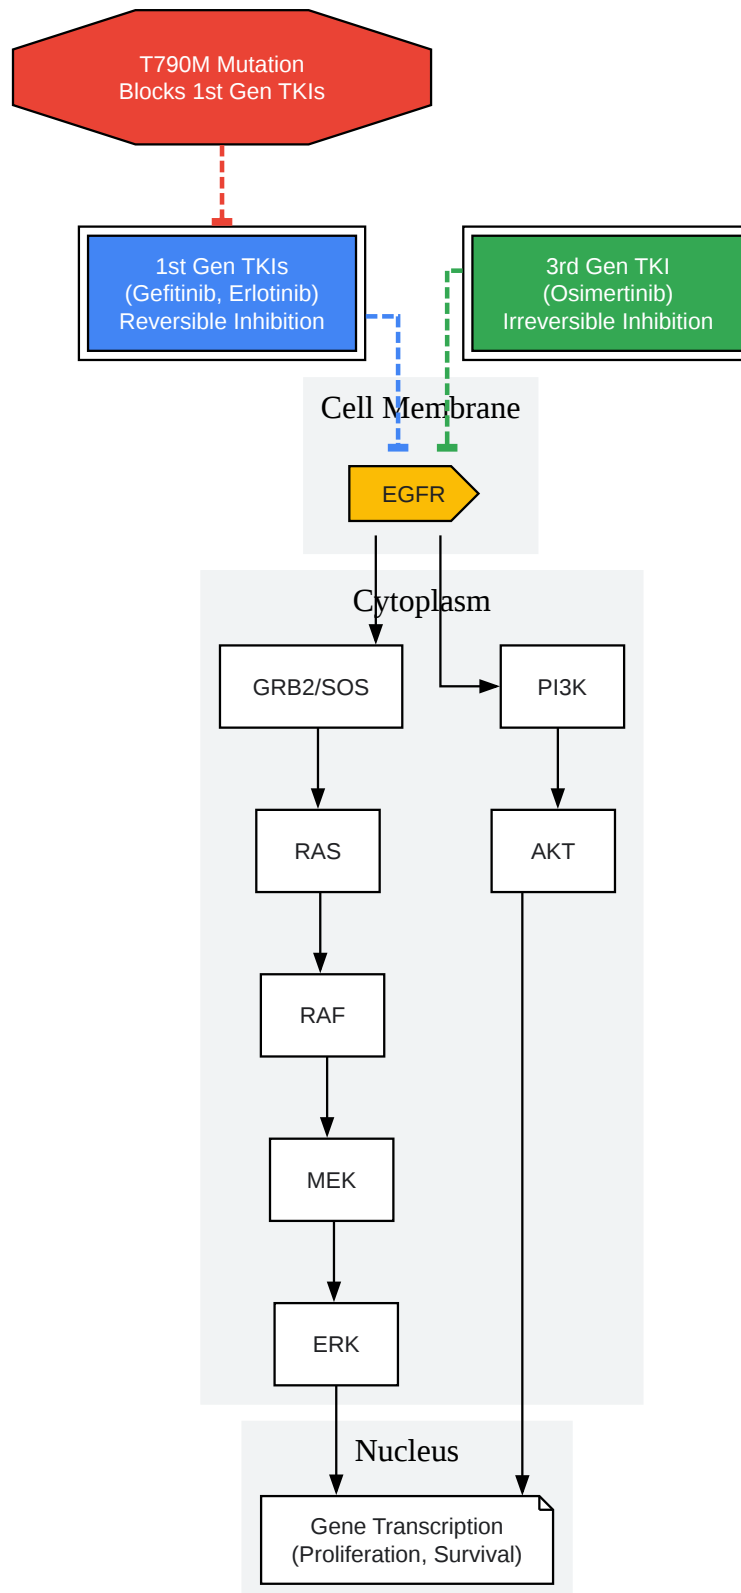 T790M Mutation
Blocks 1st Gen TKIs
1st Gen TKIs
(Gefitinib, Erlotinib)
Reversible Inhibition
3rd Gen TKI
(Osimertinib)
Irreversible Inhibition
Cell Membrane
EGFR
Cytoplasm
GRB2/SOS
PI3K
RAS
AKT
RAF
MEK
ERK
Nucleus
Gene Transcription
(Proliferation, Survival)